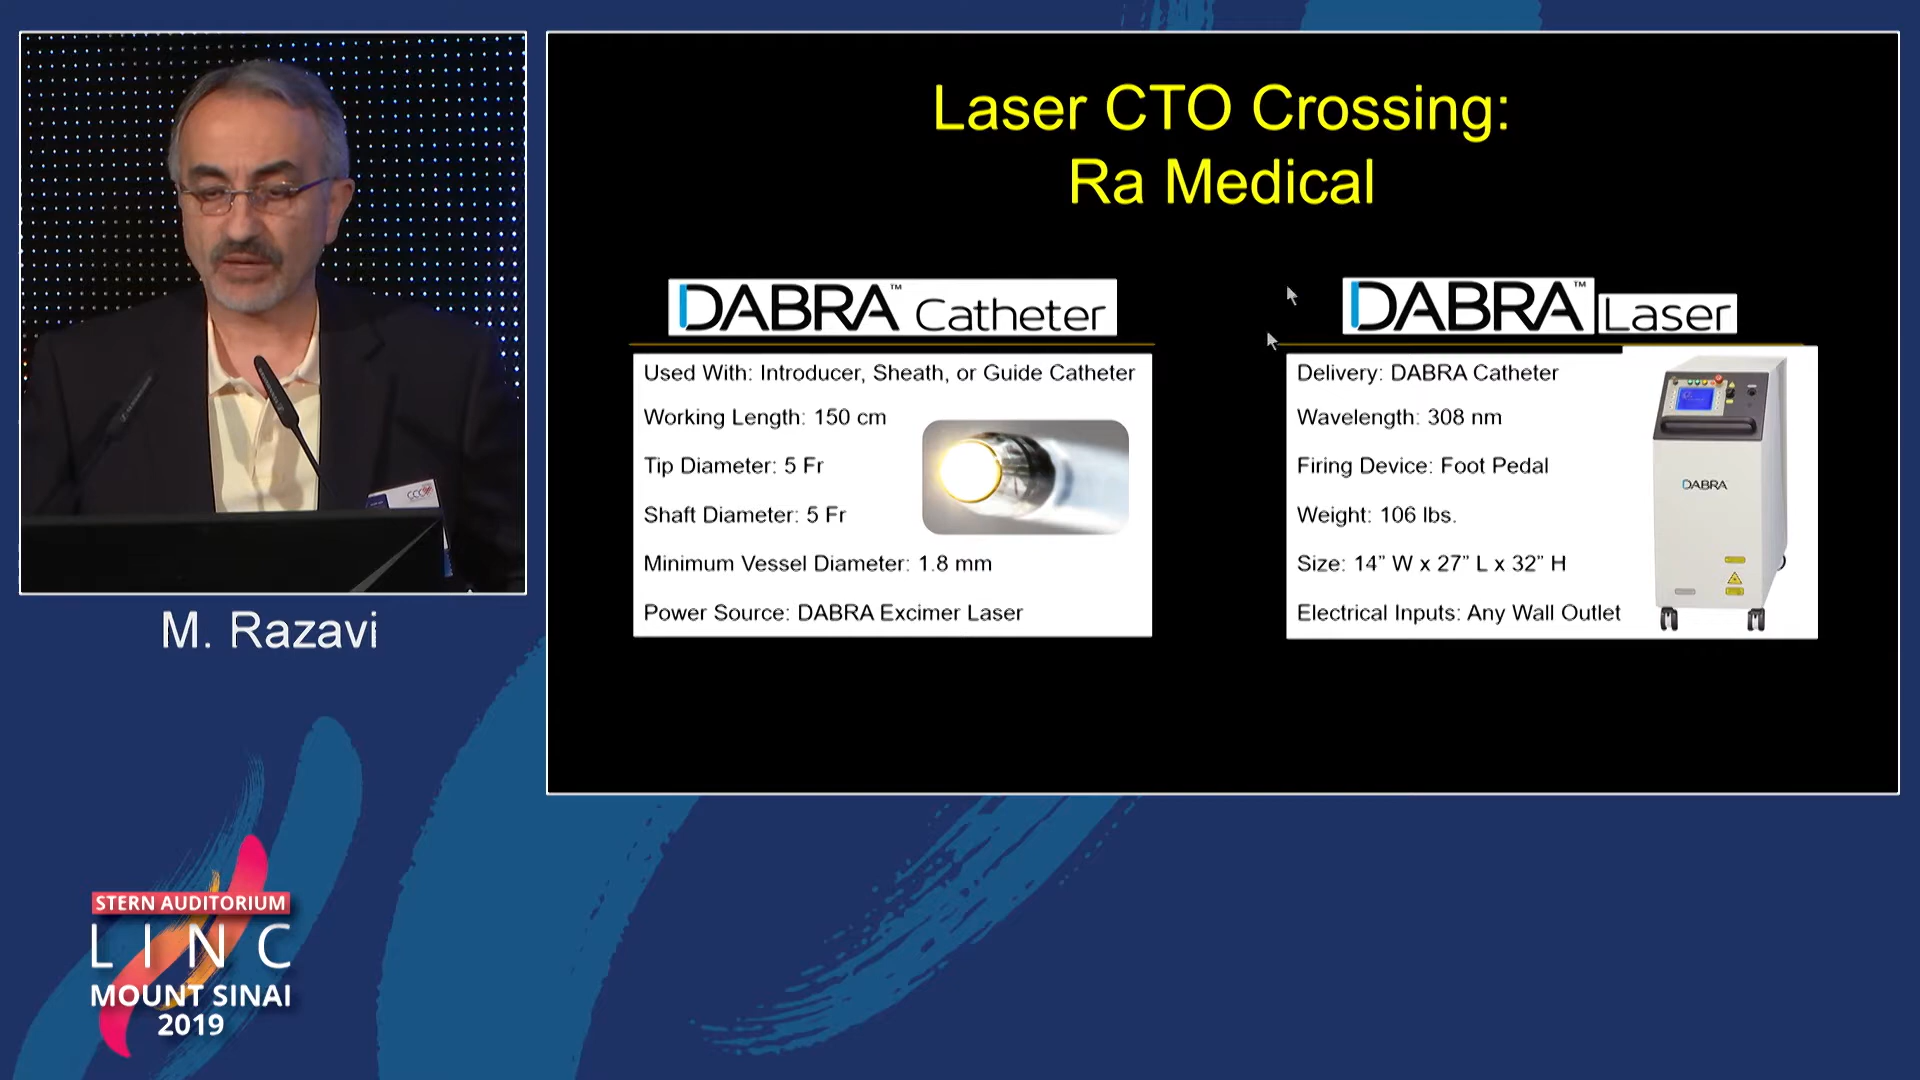 Laser CTO Crossing:
Ra Medical
DABRA™ Catheter
Used With: Introducer, Sheath, or Guide Catheter
Working Length: 150 cm
Tip Diameter: 5 Fr
Shaft Diameter: 5 Fr
Minimum Vessel Diameter: 1.8 mm
Power Source: DABRA Excimer Laser
DABRA™ Laser
Delivery: DABRA Catheter
Wavelength: 308 nm
Firing Device: Foot Pedal
Weight: 106 lbs.
Size: 14” W x 27” L x 32” H
Electrical Inputs: Any Wall Outlet
DABRA
M. Razavi
STERN AUDITORIUM
LINC
MOUNT SINAI
2019